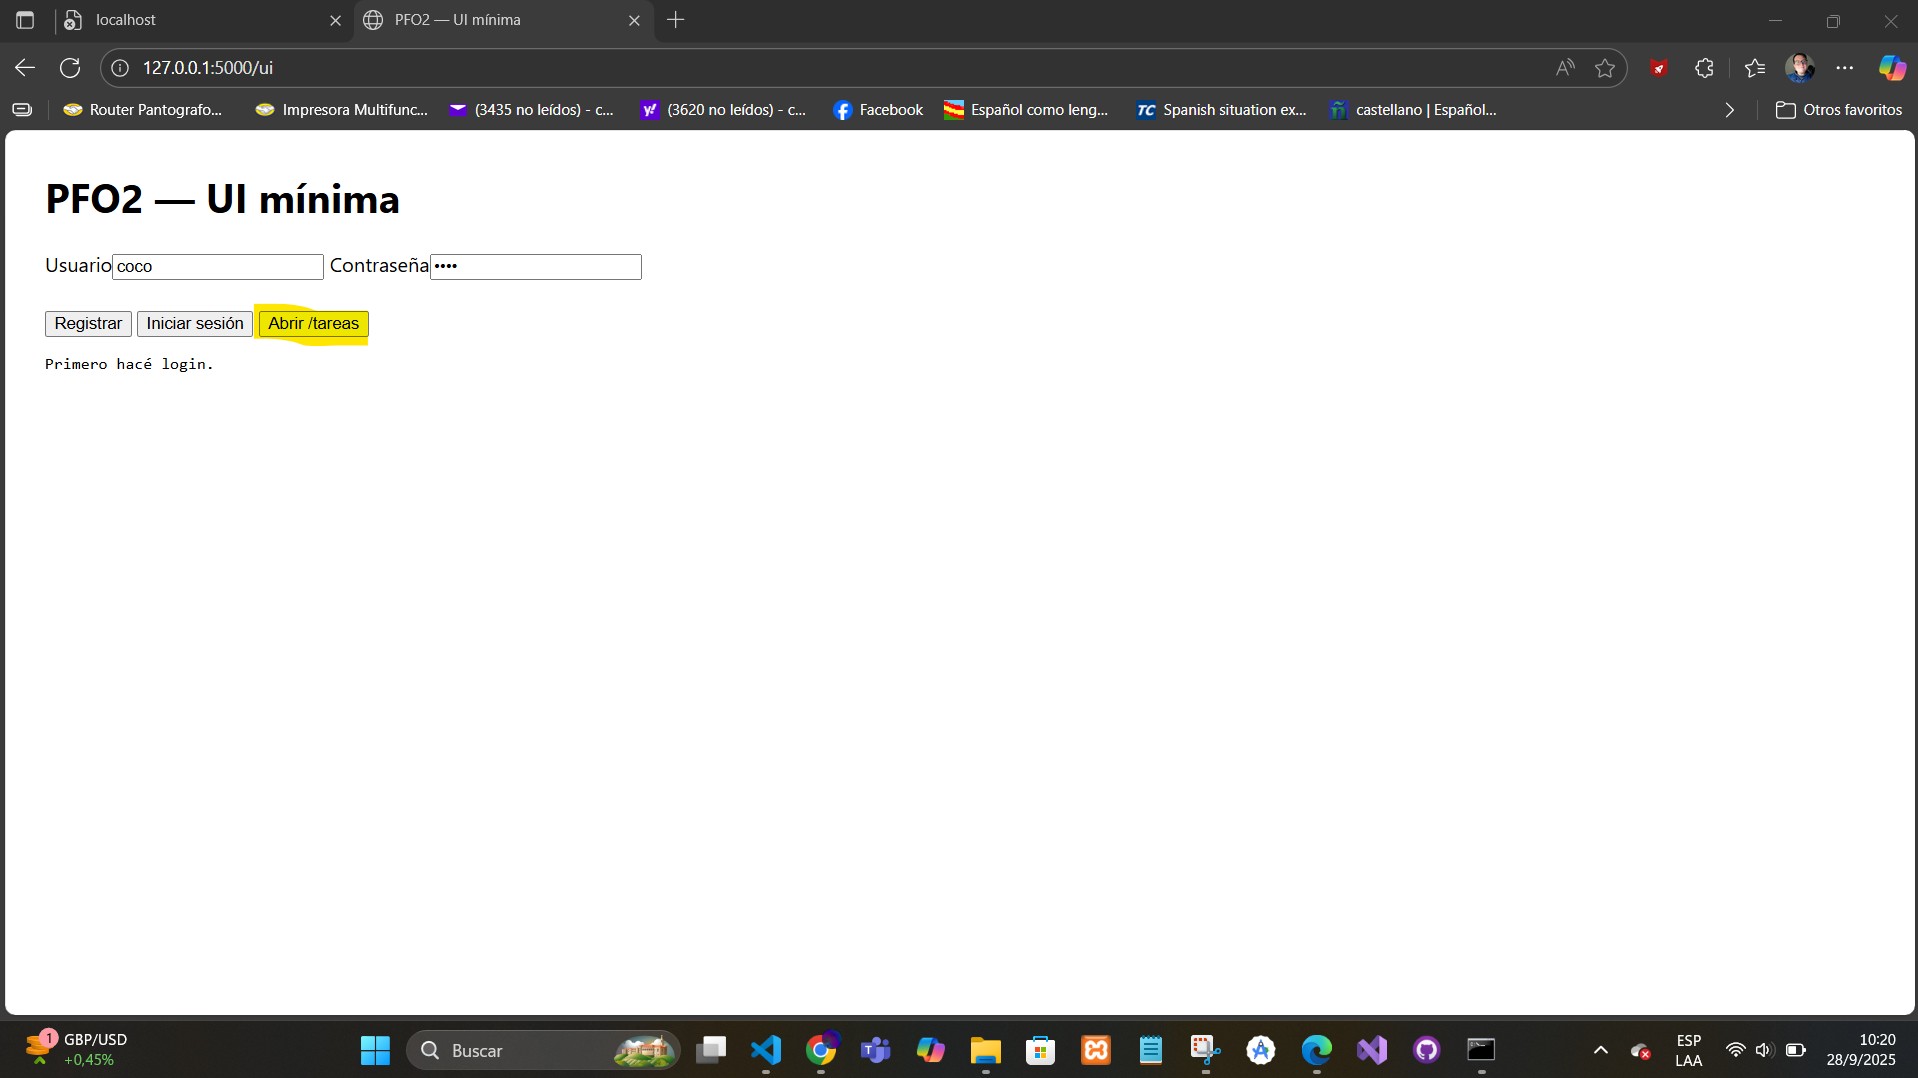 localhost
PFO2 — UI mínima
127.0.0.1:5000/ui
Router Pantografo...
Impresora Multifunc...
(3435 no leídos) - c...
(3620 no leídos) - c...
Facebook
Español como leng...
TC Spanish situation ex...
castellano | Español...
Otros favoritos
PFO2 — UI mínima
Usuario coco Contraseña ••••
Registrar Iniciar sesión Abrir /tareas
Primero hacé login.
1 GBP/USD
+0,45%
Buscar
ESP
LAA
10:20
28/9/2025